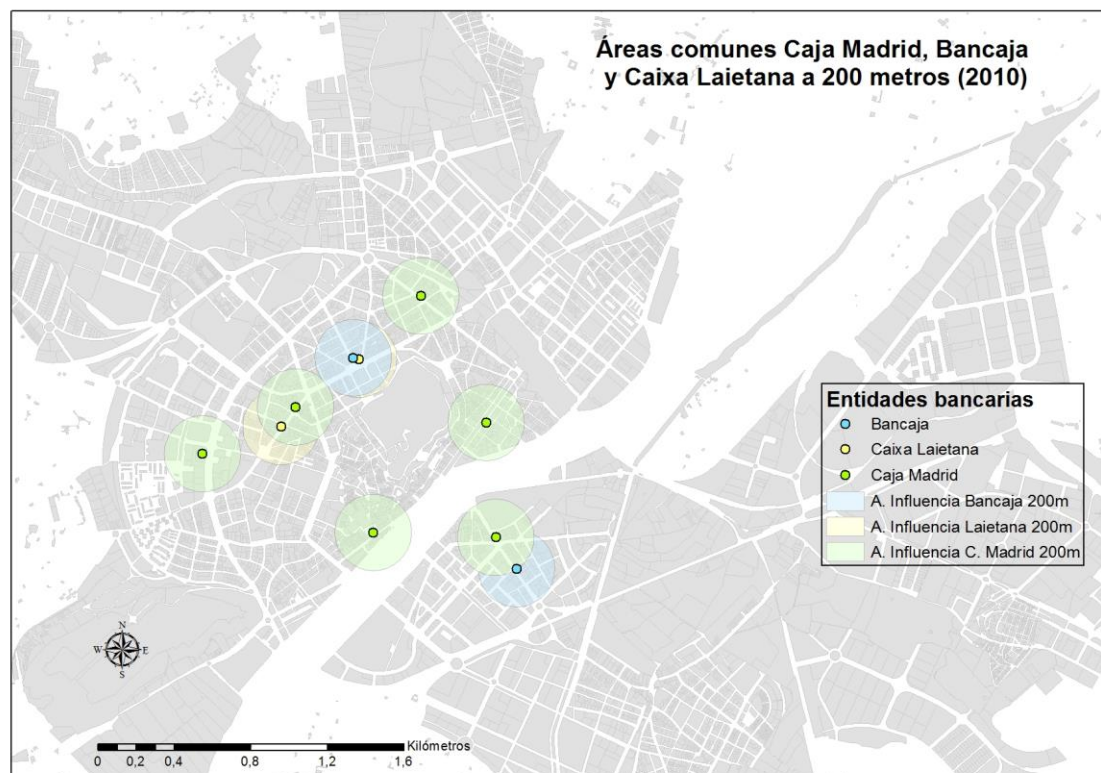 Áreas comunes Caja Madrid, Bancaja
y Caixa Laietana a 200 metros (2010)
Entidades bancarias
Bancaja
Caixa Laietana
Caja Madrid
A. Influencia Bancaja 200m
A. Influencia Laietana 200m
A. Influencia C. Madrid 200m
N
W E
S
Kilómetros
0 0,2 0,4 0,8 1,2 1,6